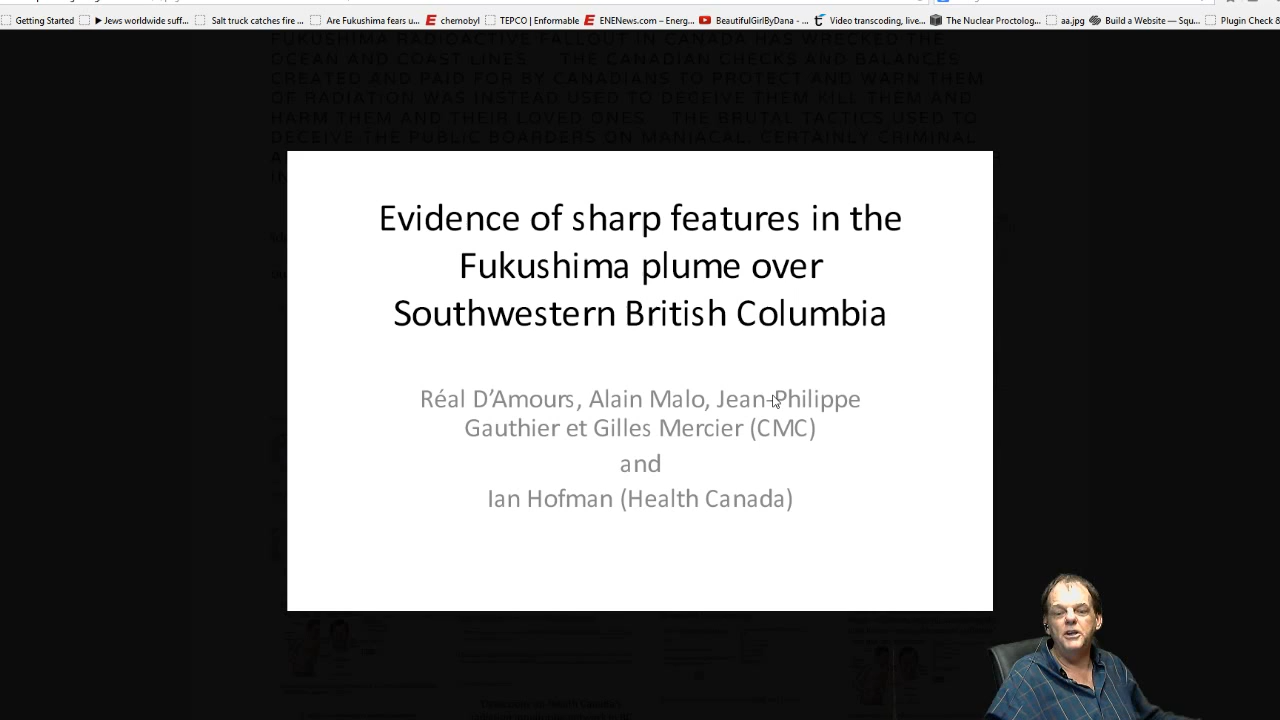 Getting Started ▶ Jews worldwide suff... Salt truck catches fire ... Are Fukushima fears u... chernobyl TEPCO | Enformable ENENews.com – Energ... BeautifulGirlByDana - ... Video transcoding, live... The Nuclear Proctolog... aa.jpg Build a Website — Squ... Plugin Check
FUKUSHIMA RADIOACTIVE FALLOUT IN CANADA HAS WRECKED THE
OCEAN AND COAST LINES THE CANADIAN CHECKS AND BALANCES
CREATED AND PAID FOR BY CANADIANS TO PROTECT AND WARN THEM
OF RADIATION WAS INSTEAD USED TO DECEIVE THEM KILL THEM AND
HARM THEM AND THEIR LOVED ONES THE BRUTAL TACTICS USED TO
DECEIVE THE PUBLIC BOARDERS ON MANIACAL, CERTAINLY CRIMINAL
Evidence of sharp features in the
Fukushima plume over
Southwestern British Columbia
Réal D’Amours, Alain Malo, Jean-Philippe
Gauthier et Gilles Mercier (CMC)
and
Ian Hofman (Health Canada)